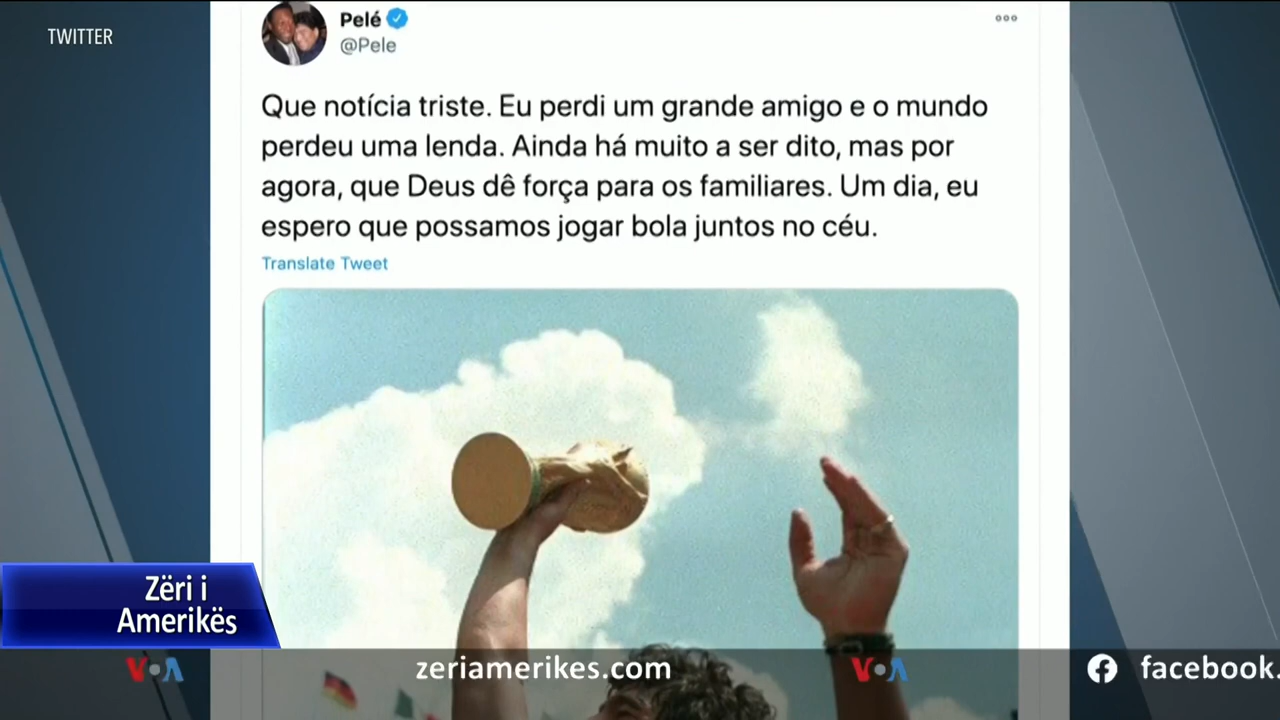 TWITTER
Pelé
@Pele
Que notícia triste. Eu perdi um grande amigo e o mundo
perdeu uma lenda. Ainda há muito a ser dito, mas por
agora, que Deus dê força para os familiares. Um dia, eu
espero que possamos jogar bola juntos no céu.
Translate Tweet
Zëri i
Amerikës
VOA zeriamerikes.com VOA facebook.